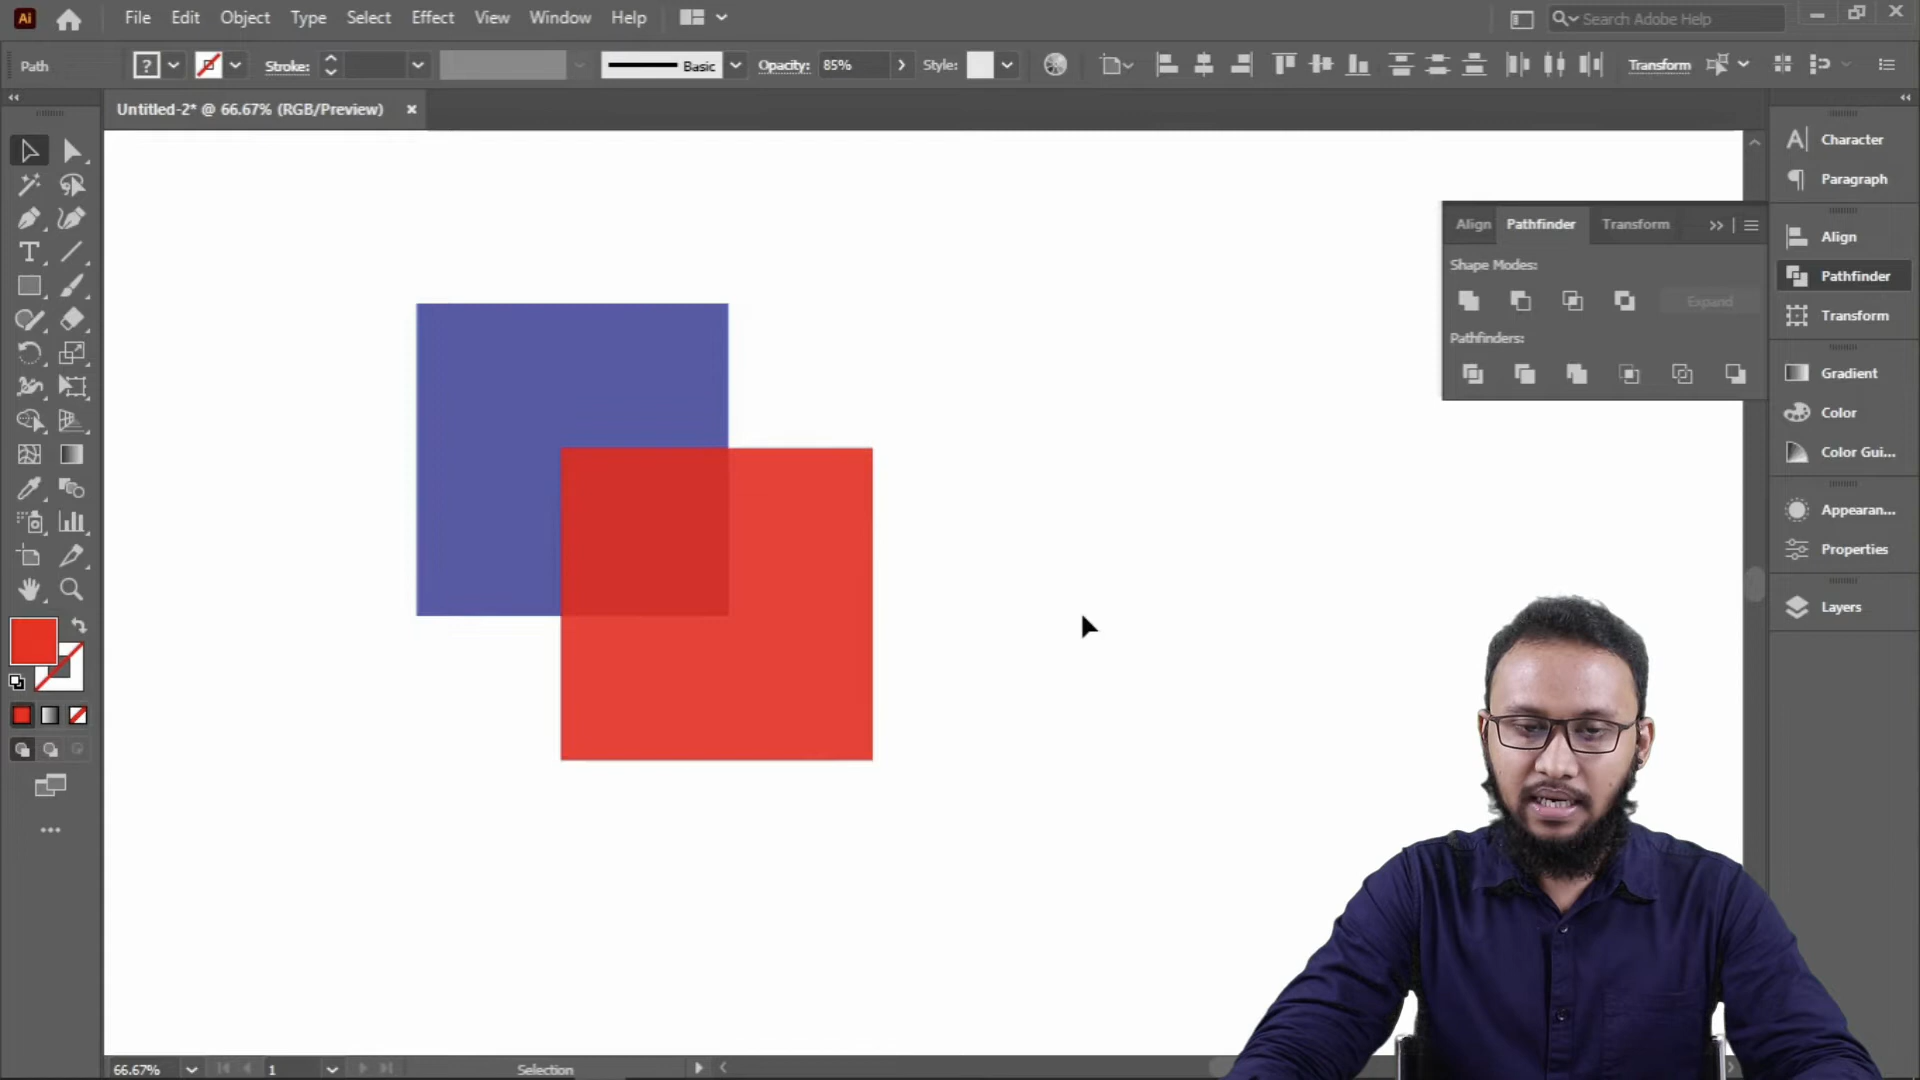 Ai
File Edit Object Type Select Effect View Window Help
Search Adobe Help
Path
?
Stroke:
Basic
Opacity: 85%
Style:
Transform
Untitled-2* @ 66.67% (RGB/Preview)
Character
Paragraph
Align Pathfinder Transform
Align
Shape Modes:
Pathfinder
Expand
Transform
Pathfinders:
Gradient
Color
Color Gui...
Appearan...
Properties
Layers
66.67%
1
Selection